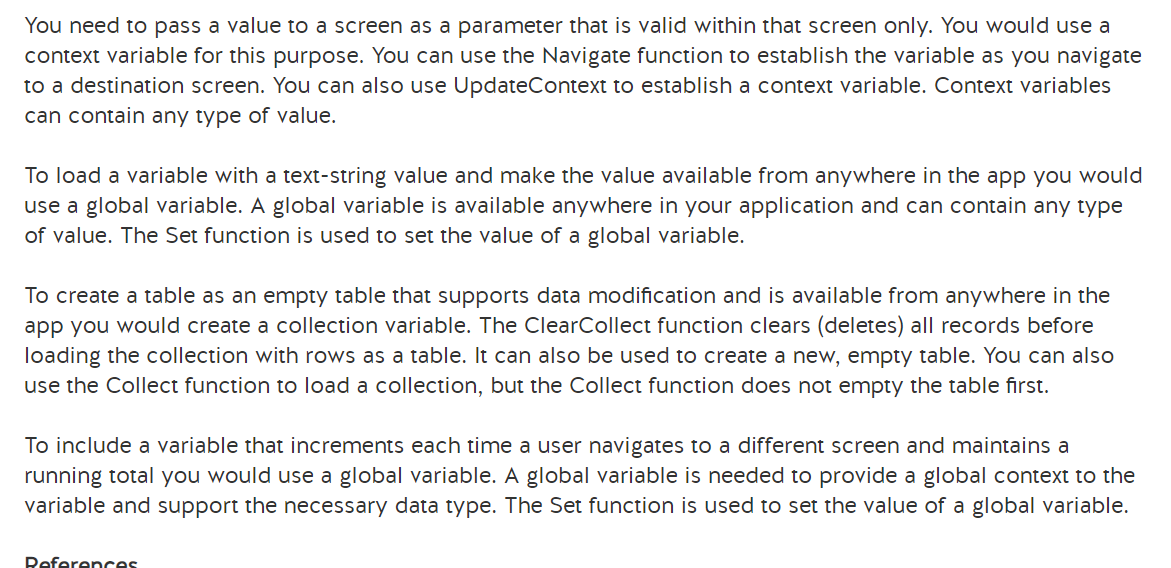 You need to pass a value to a screen as a parameter that is valid within that screen only. You would use a
context variable for this purpose. You can use the Navigate function to establish the variable as you navigate
to a destination screen. You can also use UpdateContext to establish a context variable. Context variables
can contain any type of value.
To load a variable with a text-string value and make the value available from anywhere in the app you would
use a global variable. A global variable is available anywhere in your application and can contain any type
of value. The Set function is used to set the value of a global variable.
To create a table as an empty table that supports data modification and is available from anywhere in the
app you would create a collection variable. The ClearCollect function clears (deletes) all records before
loading the collection with rows as a table. It can also be used to create a new, empty table. You can also
use the Collect function to load a collection, but the Collect function does not empty the table first.
To include a variable that increments each time a user navigates to a different screen and maintains a
running total you would use a global variable. A global variable is needed to provide a global context to the
variable and support the necessary data type. The Set function is used to set the value of a global variable.
References